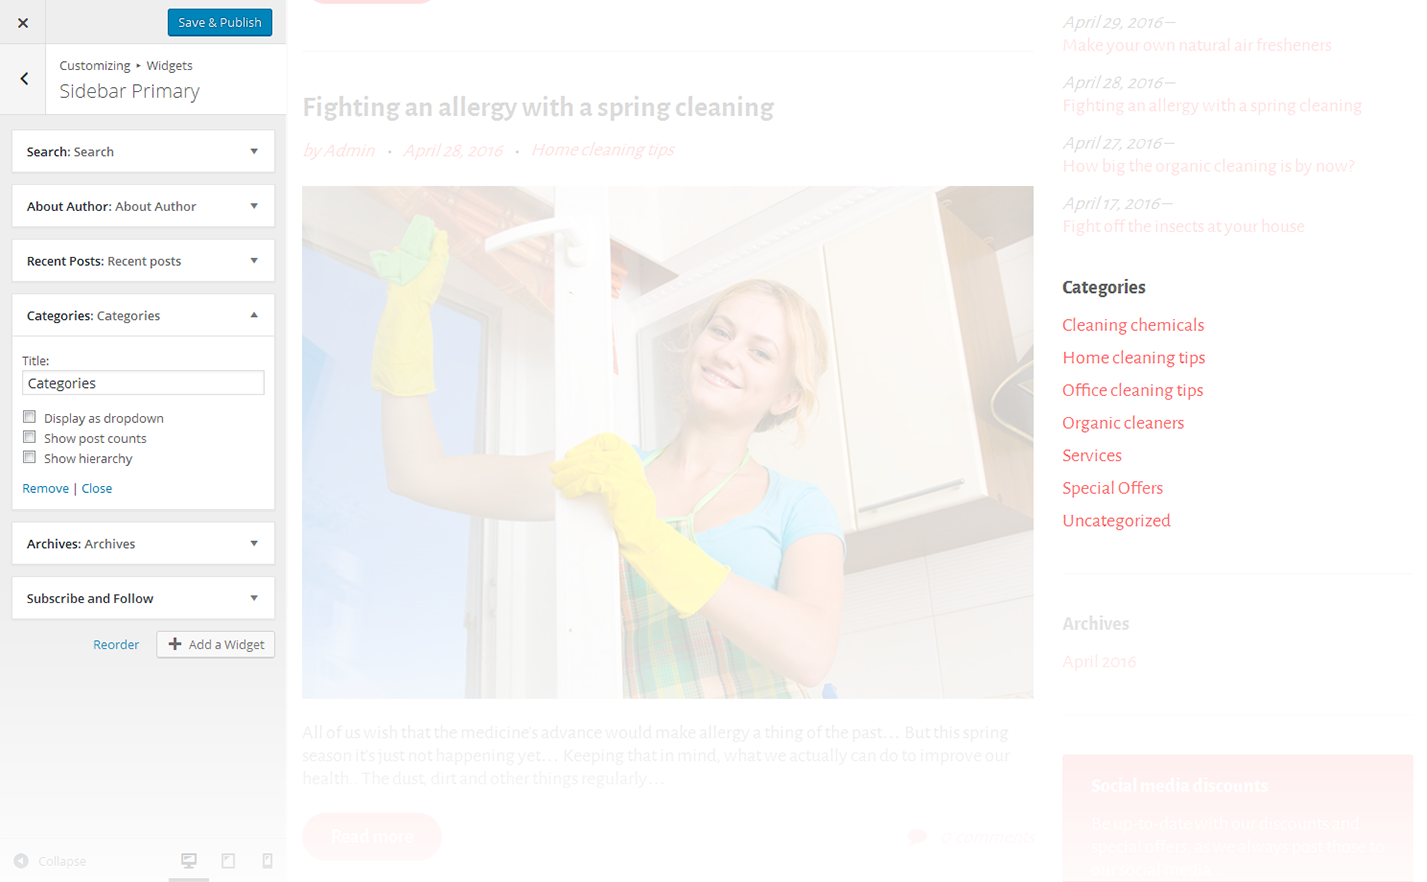 Save & Publish
Customizing ▸ Widgets
Sidebar Primary
Search: Search
About Author: About Author
Recent Posts: Recent posts
Categories: Categories
Title:
Categories
Display as dropdown
Show post counts
Show hierarchy
Remove | Close
Archives: Archives
Subscribe and Follow
Reorder
Add a Widget
Collapse
Fighting an allergy with a spring cleaning
by Admin • April 28, 2016 • Home cleaning tips
All of us wish that the medicine's advance would make allergy a thing of the past… But this spring
season it's just not happening yet… Keeping that in mind, what we actually can do to improve our
health.. The dust, dirt and other things regularly…
Read more
0 comments
April 29, 2016–
Make your own natural air fresheners
April 28, 2016–
Fighting an allergy with a spring cleaning
April 27, 2016–
How big the organic cleaning is by now?
April 17, 2016–
Fight off the insects at your house
Categories
Cleaning chemicals
Home cleaning tips
Office cleaning tips
Organic cleaners
Services
Special Offers
Uncategorized
Archives
April 2016
Social media discounts
Be up-to-date with our discounts and
special offers, as we always post those to
social media